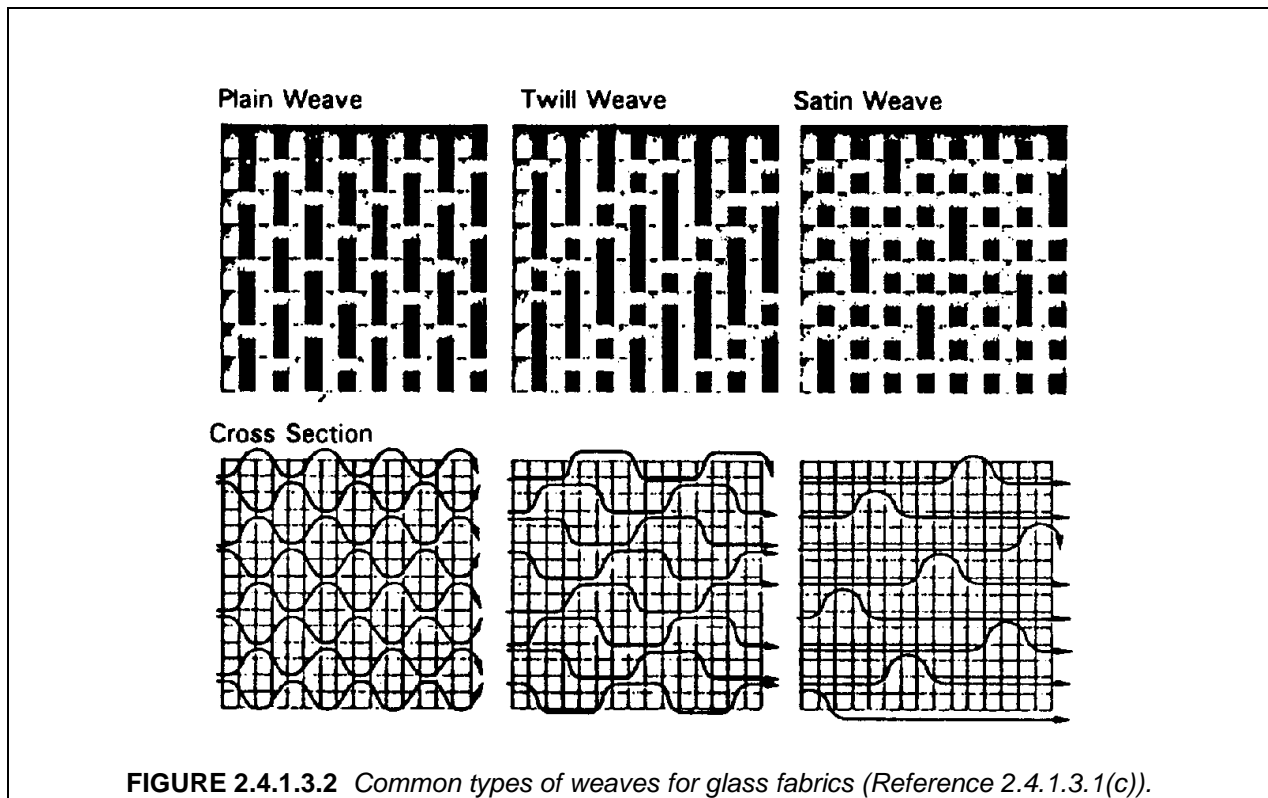 Plain Weave
Twill Weave
Satin Weave
Cross Section
FIGURE 2.4.1.3.2 Common types of weaves for glass fabrics (Reference 2.4.1.3.1(c)).